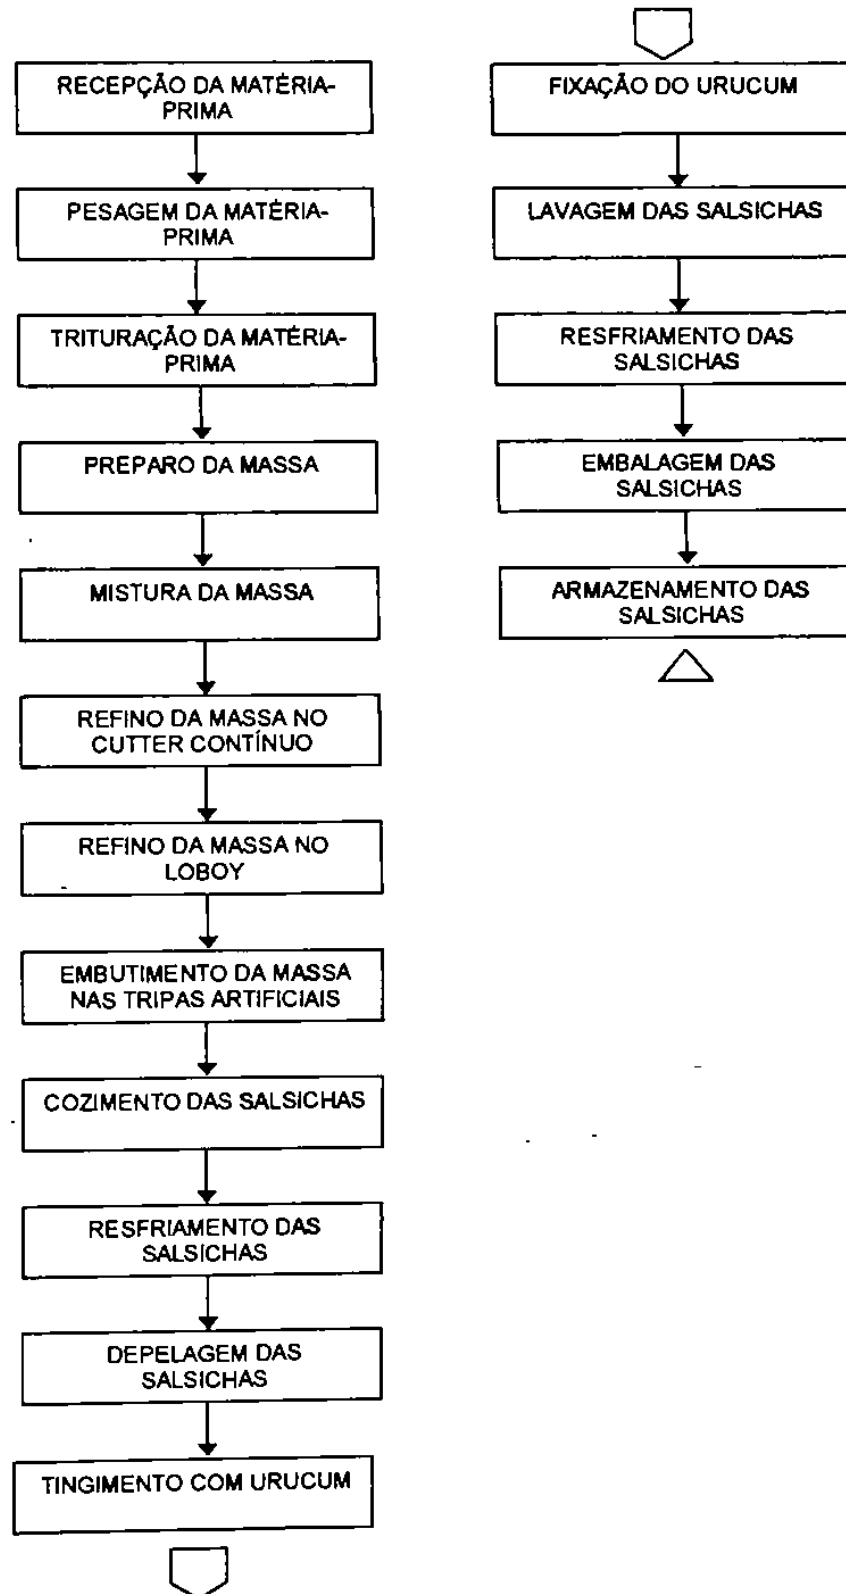 RECEPÇÃO DA MATÉRIA-
PRIMA
PESAGEM DA MATÉRIA-
PRIMA
TRITURAÇÃO DA MATÉRIA-
PRIMA
PREPARO DA MASSA
MISTURA DA MASSA
REFINO DA MASSA NO
CUTTER CONTÍNUO
REFINO DA MASSA NO
LOBOY
EMBUTIMENTO DA MASSA
NAS TRIPAS ARTIFICIAIS
COZIMENTO DAS SALSICHAS
RESFRIAMENTO DAS
SALSICHAS
DEPELAGEM DAS
SALSICHAS
TINGIMENTO COM URUCUM
FIXAÇÃO DO URUCUM
LAVAGEM DAS SALSICHAS
RESFRIAMENTO DAS
SALSICHAS
EMBALAGEM DAS
SALSICHAS
ARMAZENAMENTO DAS
SALSICHAS